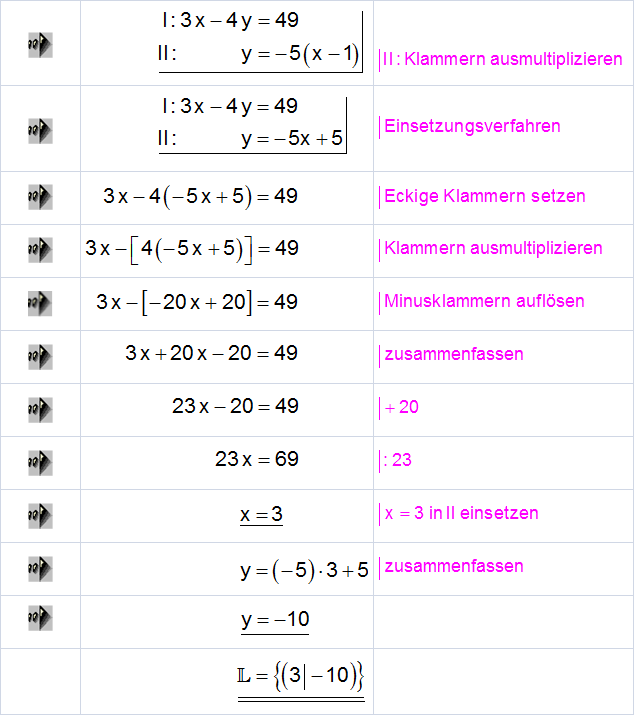 I: 3x − 4y = 49
II: y = −5(x − 1) | II: Klammern ausmultiplizieren
I: 3x − 4y = 49
II: y = −5x + 5 | Einsetzungsverfahren
3x − 4(−5x + 5) = 49 | Eckige Klammern setzen
3x − [4(−5x + 5)] = 49 | Klammern ausmultiplizieren
3x − [−20x + 20] = 49 | Minusklammern auflösen
3x + 20x − 20 = 49 | zusammenfassen
23x − 20 = 49 | + 20
23x = 69 | : 23
x = 3 | x = 3 in II einsetzen
y = (−5) · 3 + 5 | zusammenfassen
y = −10
𝕃 = {(3| −10)}